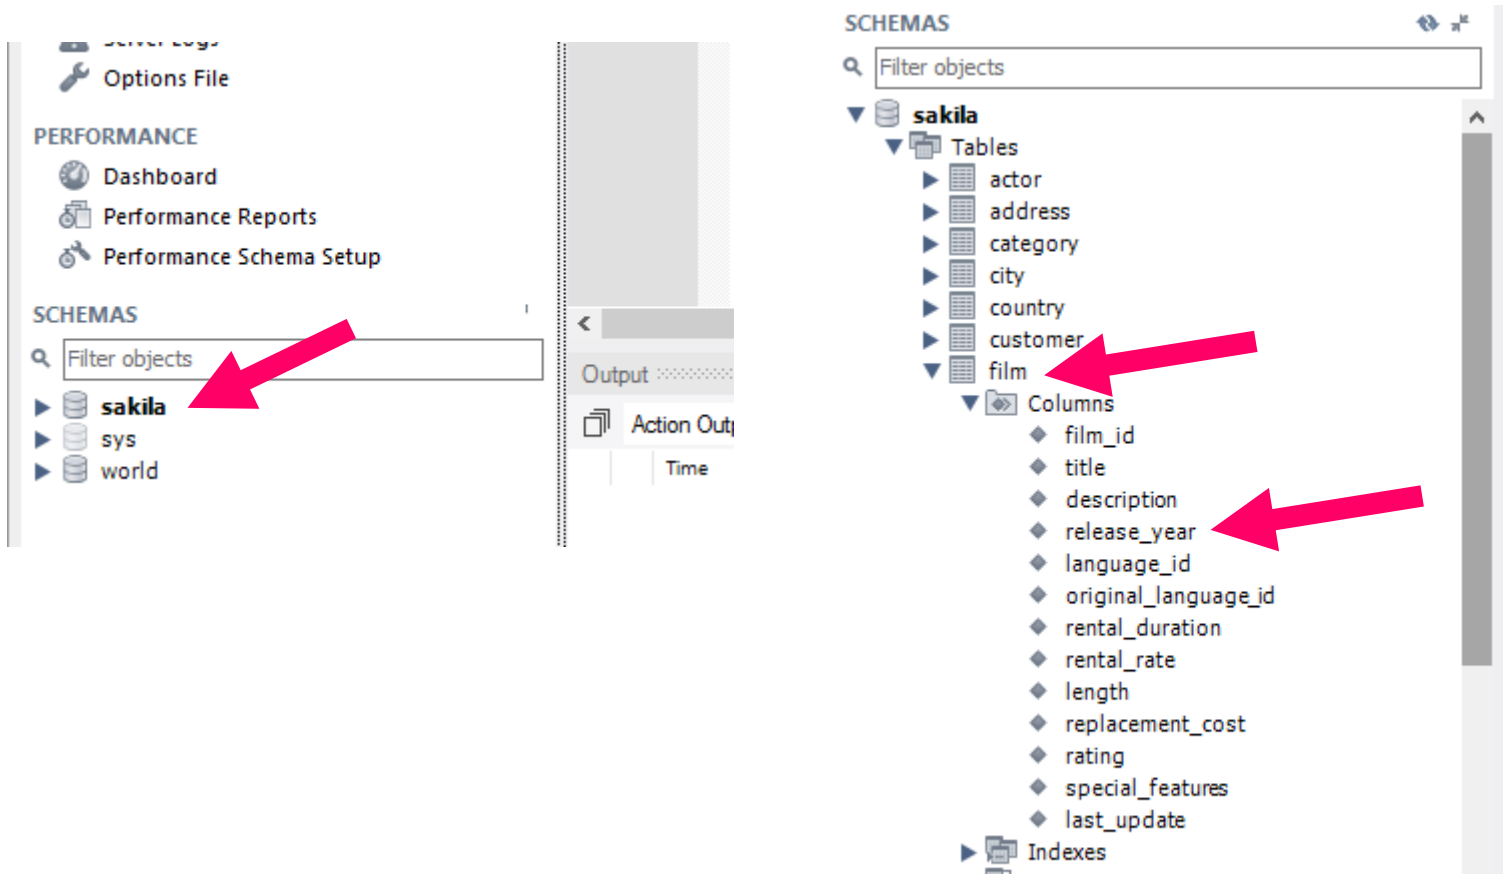 Options File
PERFORMANCE
Dashboard
Performance Reports
Performance Schema Setup
SCHEMAS
Filter objects
sakila
sys
world
Output
Action Outp
Time
SCHEMAS
Filter objects
sakila
Tables
actor
address
category
city
country
customer
film
Columns
film_id
title
description
release_year
language_id
original_language_id
rental_duration
rental_rate
length
replacement_cost
rating
special_features
last_update
Indexes